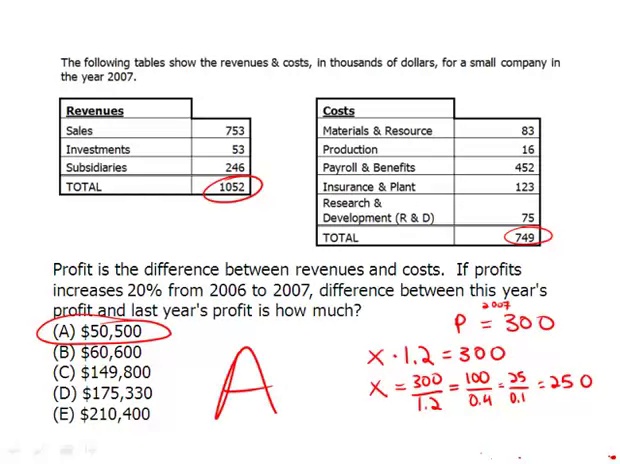 The following tables show the revenues & costs, in thousands of dollars, for a small company in
the year 2007.
Revenues
Sales 753
Investments 53
Subsidiaries 246
TOTAL 1052
Costs
Materials & Resource 83
Production 16
Payroll & Benefits 452
Insurance & Plant 123
Research &
Development (R & D) 75
TOTAL 749
Profit is the difference between revenues and costs. If profits
increases 20% from 2006 to 2007, difference between this year's
profit and last year's profit is how much?
(A) $50,500
(B) $60,600
(C) $149,800
(D) $175,330
(E) $210,400
A
2007
P = 300
x · 1.2 = 300
x = 300/1.2 = 100/0.4 = 25/0.1 = 250